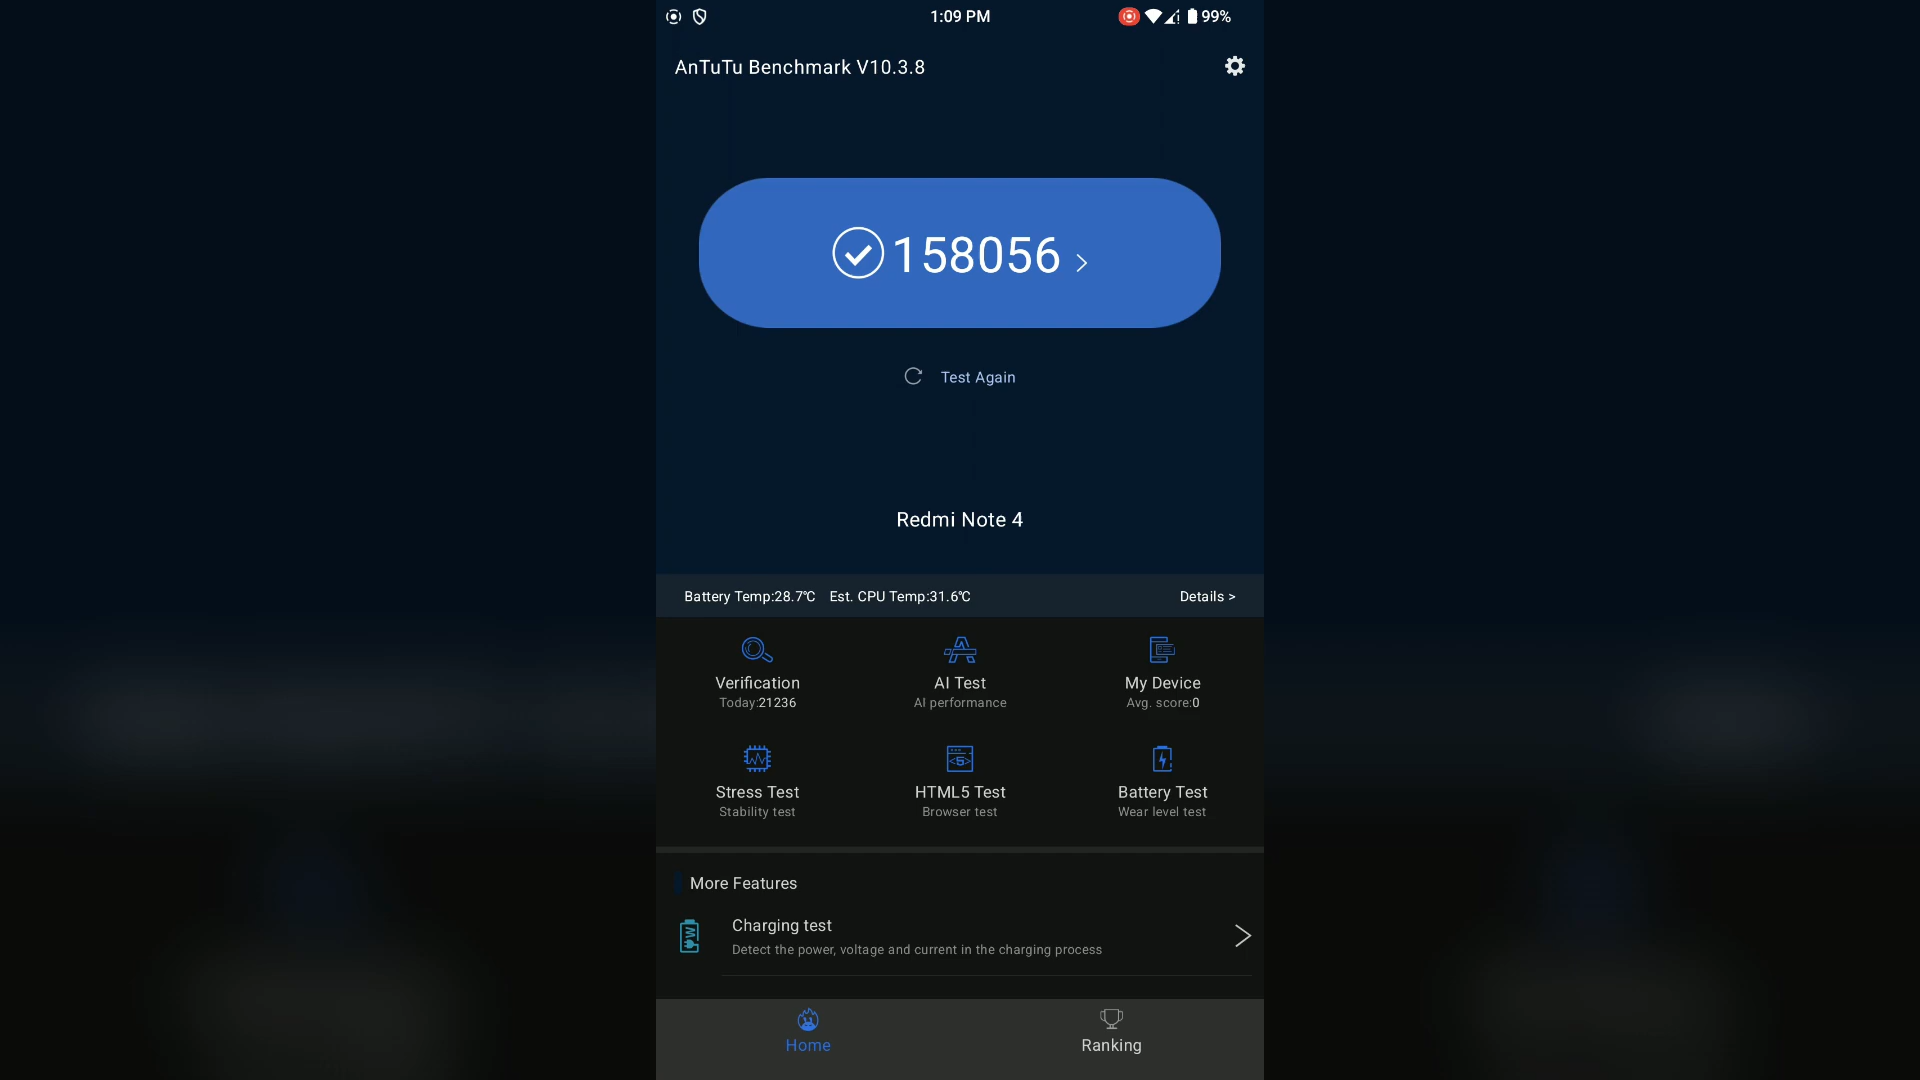 1:09 PM
99%
AnTuTu Benchmark V10.3.8
158056 >
Test Again
Redmi Note 4
Battery Temp:28.7℃ Est. CPU Temp:31.6℃ Details >
Verification AI Test My Device
Today:21236 AI performance Avg. score:0
Stress Test HTML5 Test Battery Test
Stability test Browser test Wear level test
More Features
Charging test
Detect the power, voltage and current in the charging process
Home Ranking